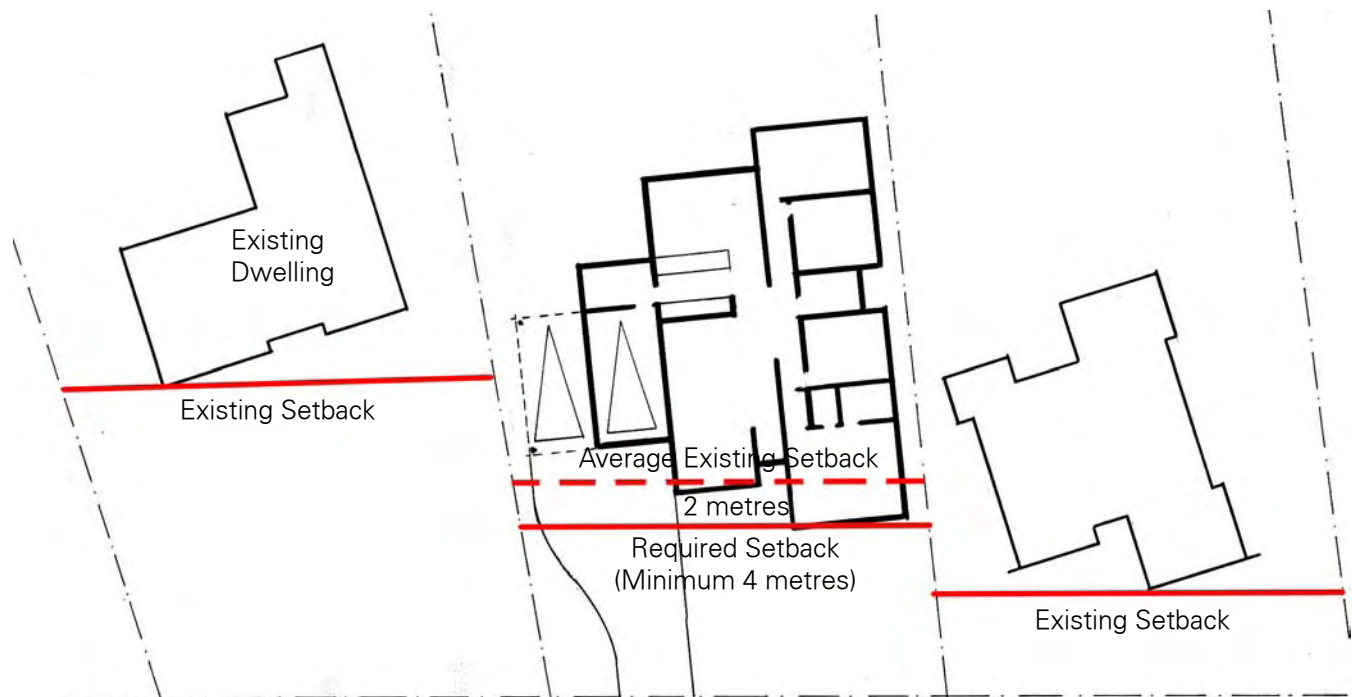 Existing
Dwelling
Existing Setback
Average Existing Setback
2 metres
Required Setback
(Minimum 4 metres)
Existing Setback